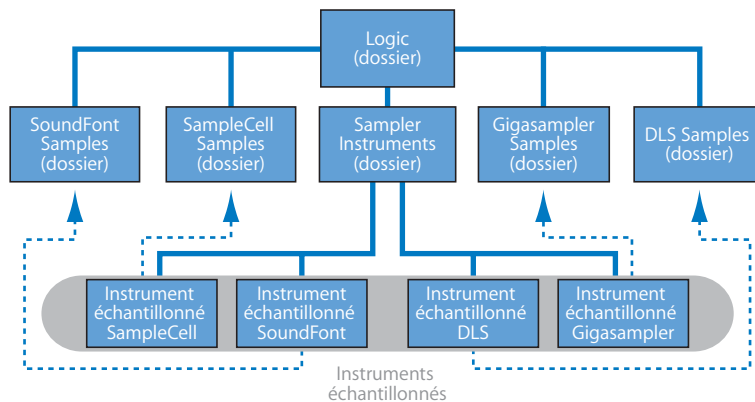 Logic
(dossier)
SoundFont
Samples
(dossier)
SampleCell
Samples
(dossier)
Sampler
Instruments
(dossier)
Gigasampler
Samples
(dossier)
DLS Samples
(dossier)
Instrument
échantillonné
SampleCell
Instrument
échantillonné
SoundFont
Instrument
échantillonné
DLS
Instrument
échantillonné
Gigasampler
Instruments
échantillonnés